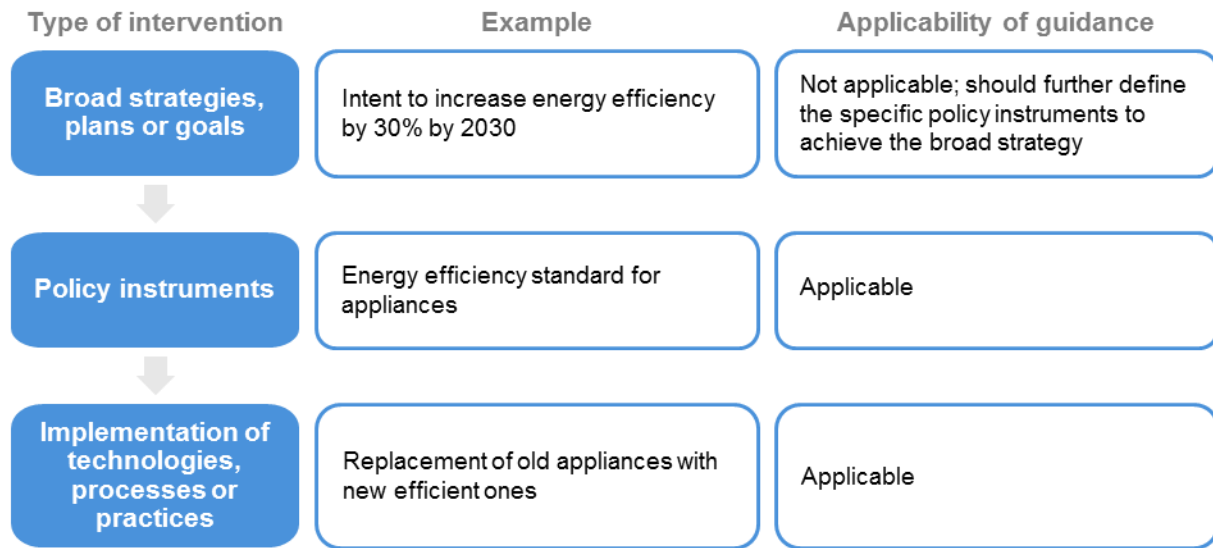 Type of intervention
Example
Applicability of guidance
Broad strategies,
plans or goals
Intent to increase energy efficiency
by 30% by 2030
Not applicable; should further define
the specific policy instruments to
achieve the broad strategy
Policy instruments
Energy efficiency standard for
appliances
Applicable
Implementation of
technologies,
processes or
practices
Replacement of old appliances with
new efficient ones
Applicable